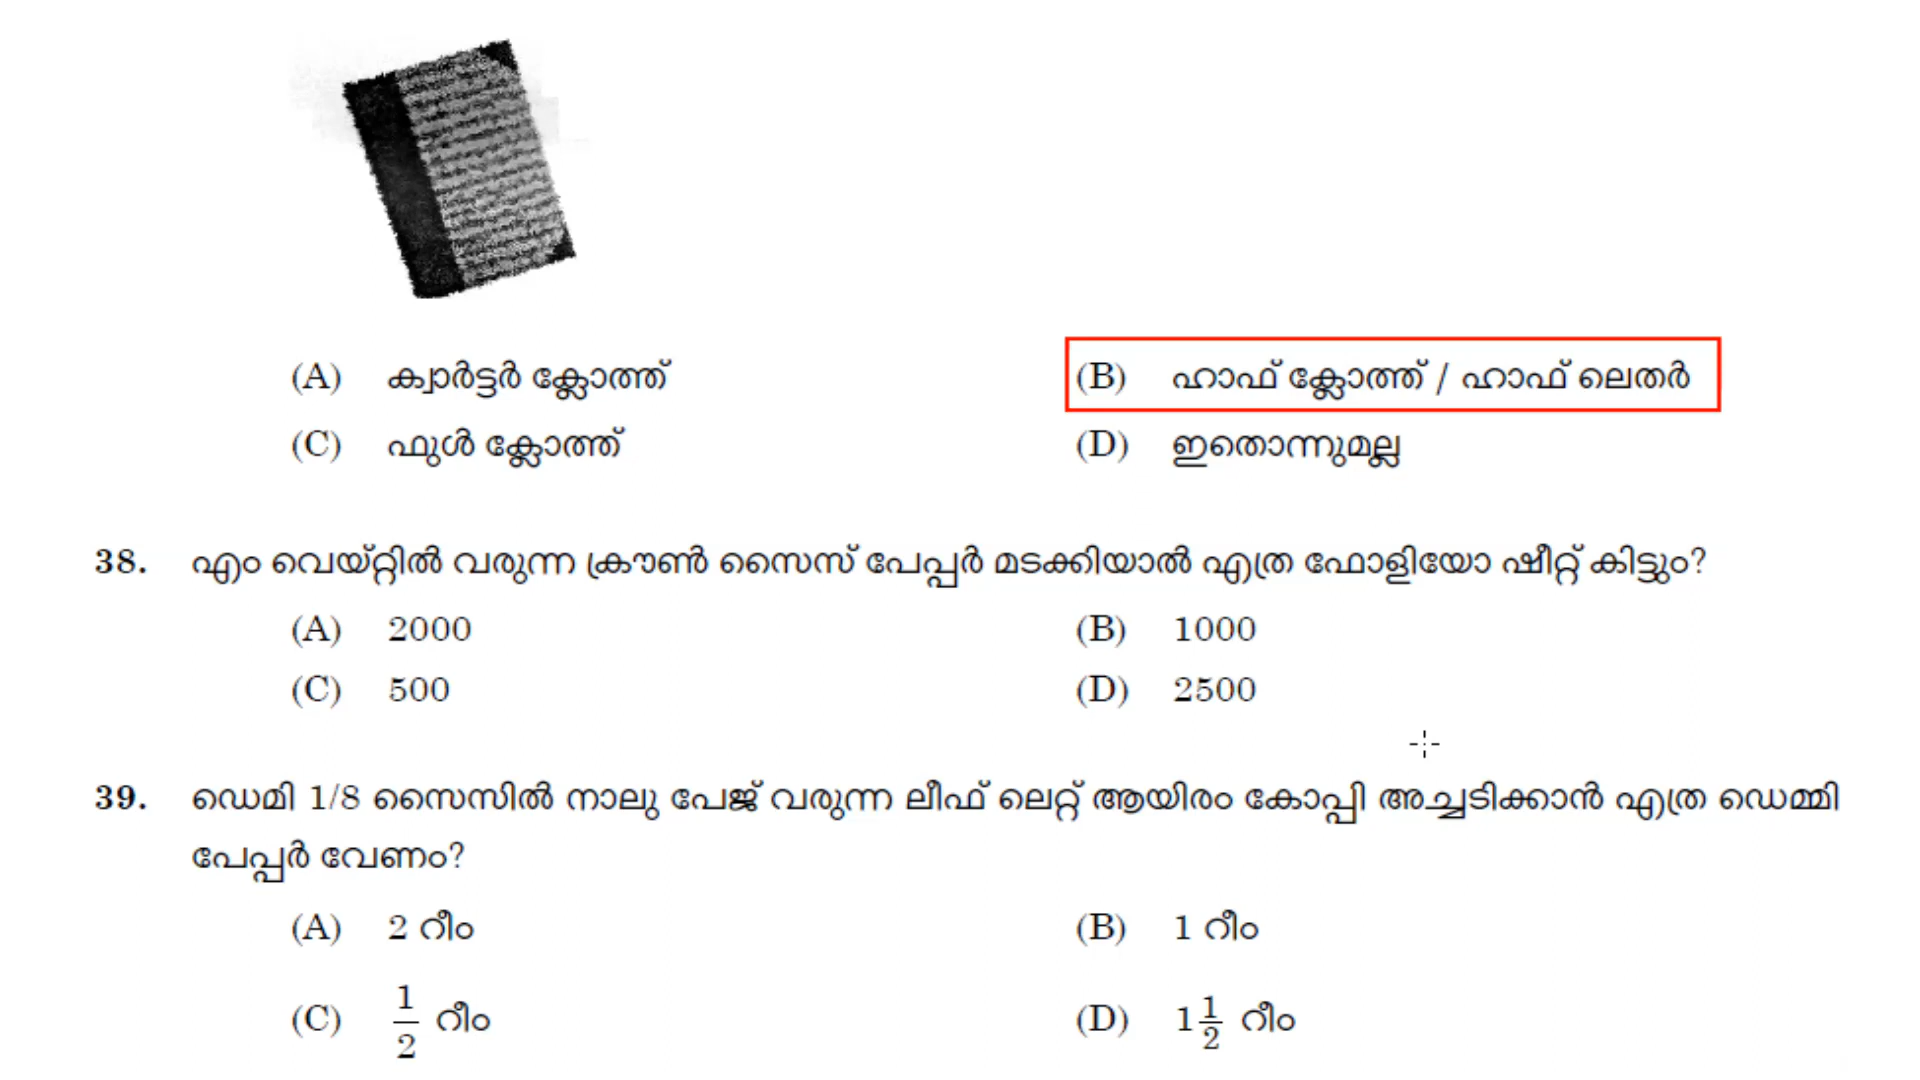 (A) ക്വാർട്ടർ ക്ലോത്ത് (B) ഹാഫ് ക്ലോത്ത് / ഹാഫ് ലെതർ
(C) ഫുൾ ക്ലോത്ത് (D) ഇതൊന്നുമല്ല
38. എം വെയ്റ്റിൽ വരുന്ന ക്രൗൺ സൈസ് പേപ്പർ മടക്കിയാൽ എത്ര ഫോളിയോ ഷീറ്റ് കിട്ടും?
(A) 2000 (B) 1000
(C) 500 (D) 2500
39. ഡെമി 1/8 സൈസിൽ നാലു പേജ് വരുന്ന ലീഫ് ലെറ്റ് ആയിരം കോപ്പി അച്ചടിക്കാൻ എത്ര ഡെമ്മി
പേപ്പർ വേണം?
(A) 2 റീം (B) 1 റീം
(C) 1/2 റീം (D) 1 1/2 റീം